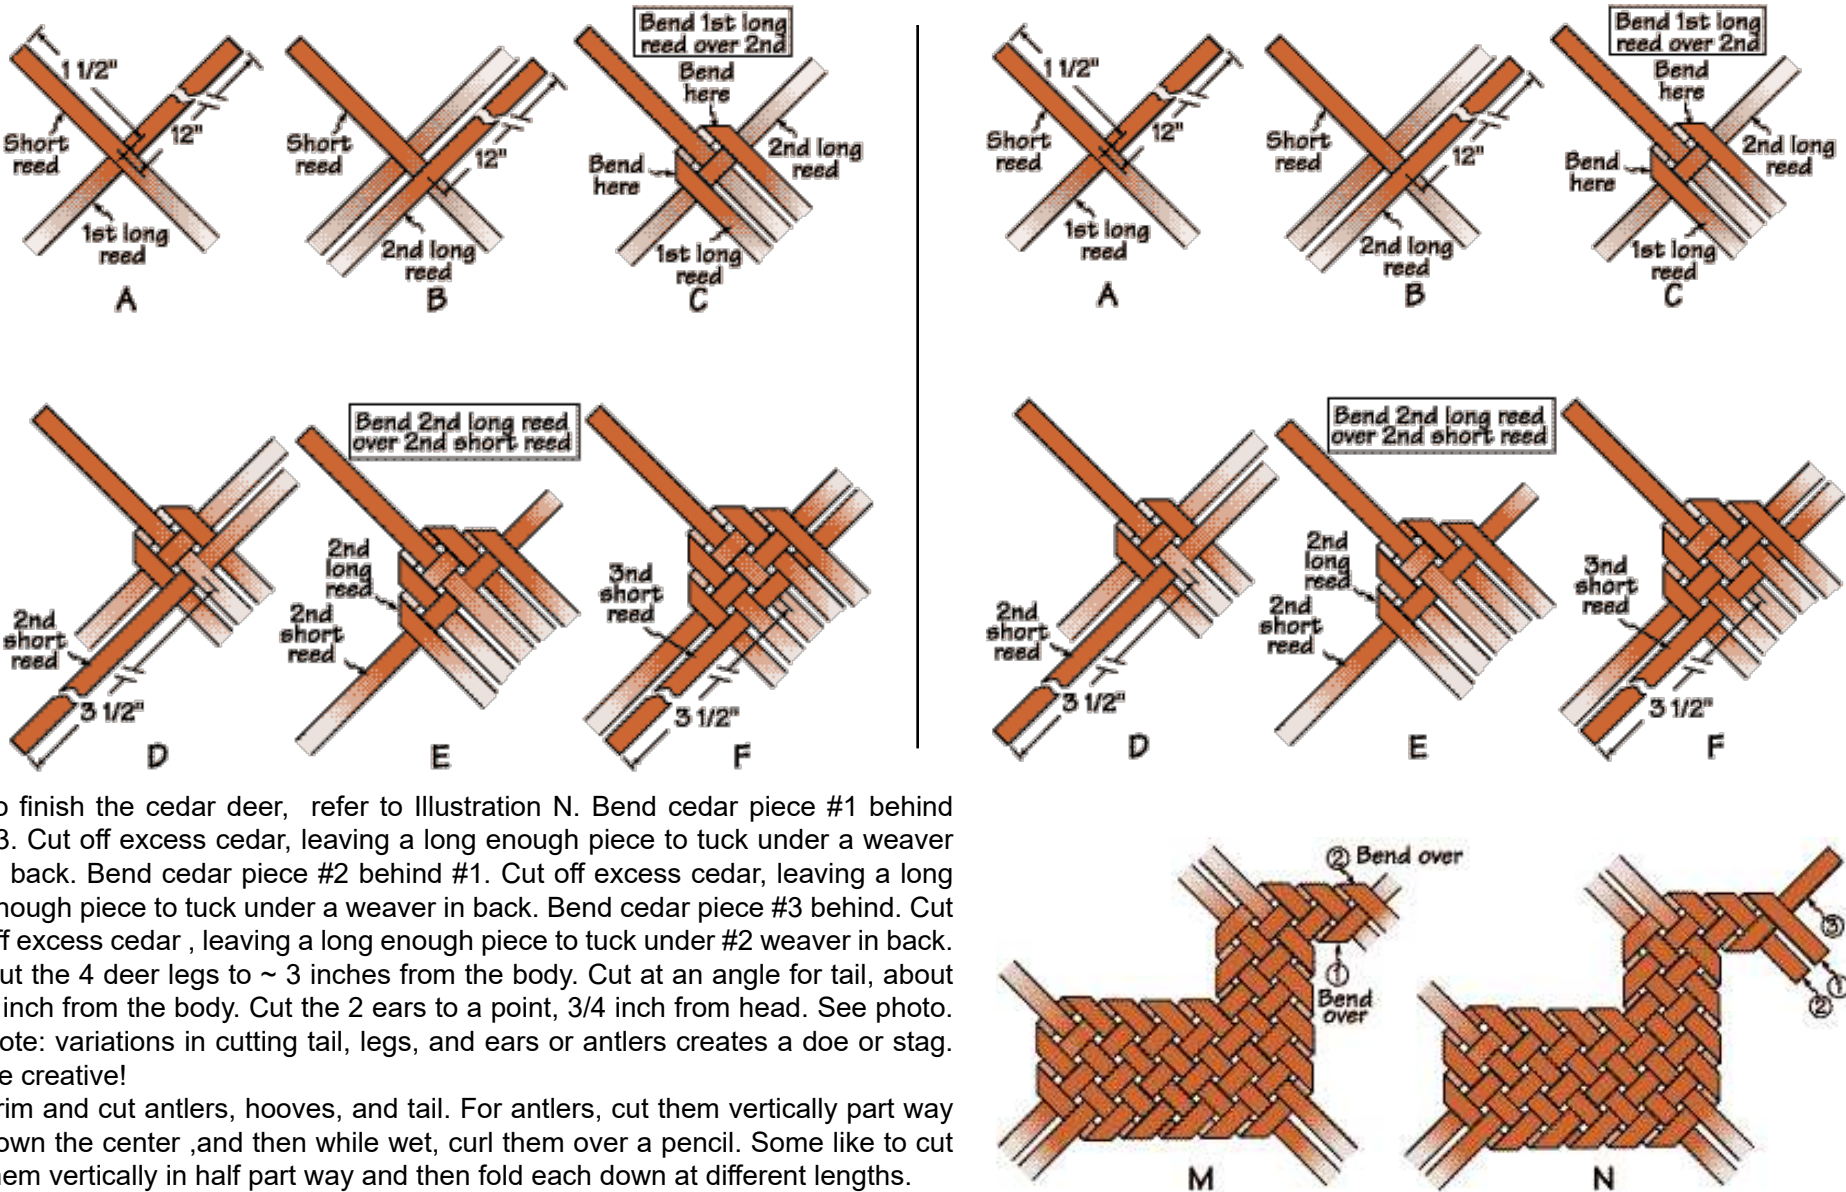 1 1/2"
12"
Short
reed
1st long
reed
A
Short
reed
12"
2nd long
reed
B
Bend 1st long
reed over 2nd
Bend
here
Bend
here
2nd long
reed
1st long
reed
C
2nd
short
reed
3 1/2"
D
Bend 2nd long reed
over 2nd short reed
2nd
long
reed
2nd
short
reed
E
3nd
short
reed
3 1/2"
F
1 1/2"
12"
Short
reed
1st long
reed
A
Short
reed
12"
2nd long
reed
B
Bend 1st long
reed over 2nd
Bend
here
Bend
here
2nd long
reed
1st long
reed
C
2nd
short
reed
3 1/2"
D
Bend 2nd long reed
over 2nd short reed
2nd
long
reed
2nd
short
reed
E
3nd
short
reed
3 1/2"
F
o finish the cedar deer, refer to Illustration N. Bend cedar piece #1 behind
3. Cut off excess cedar, leaving a long enough piece to tuck under a weaver
back. Bend cedar piece #2 behind #1. Cut off excess cedar, leaving a long
nough piece to tuck under a weaver in back. Bend cedar piece #3 behind. Cut
ff excess cedar , leaving a long enough piece to tuck under #2 weaver in back.
ut the 4 deer legs to ~ 3 inches from the body. Cut at an angle for tail, about
inch from the body. Cut the 2 ears to a point, 3/4 inch from head. See photo.
ote: variations in cutting tail, legs, and ears or antlers creates a doe or stag.
e creative!
rim and cut antlers, hooves, and tail. For antlers, cut them vertically part way
own the center ,and then while wet, curl them over a pencil. Some like to cut
hem vertically in half part way and then fold each down at different lengths.
② Bend over
①
Bend
over
M
③
①
②
N